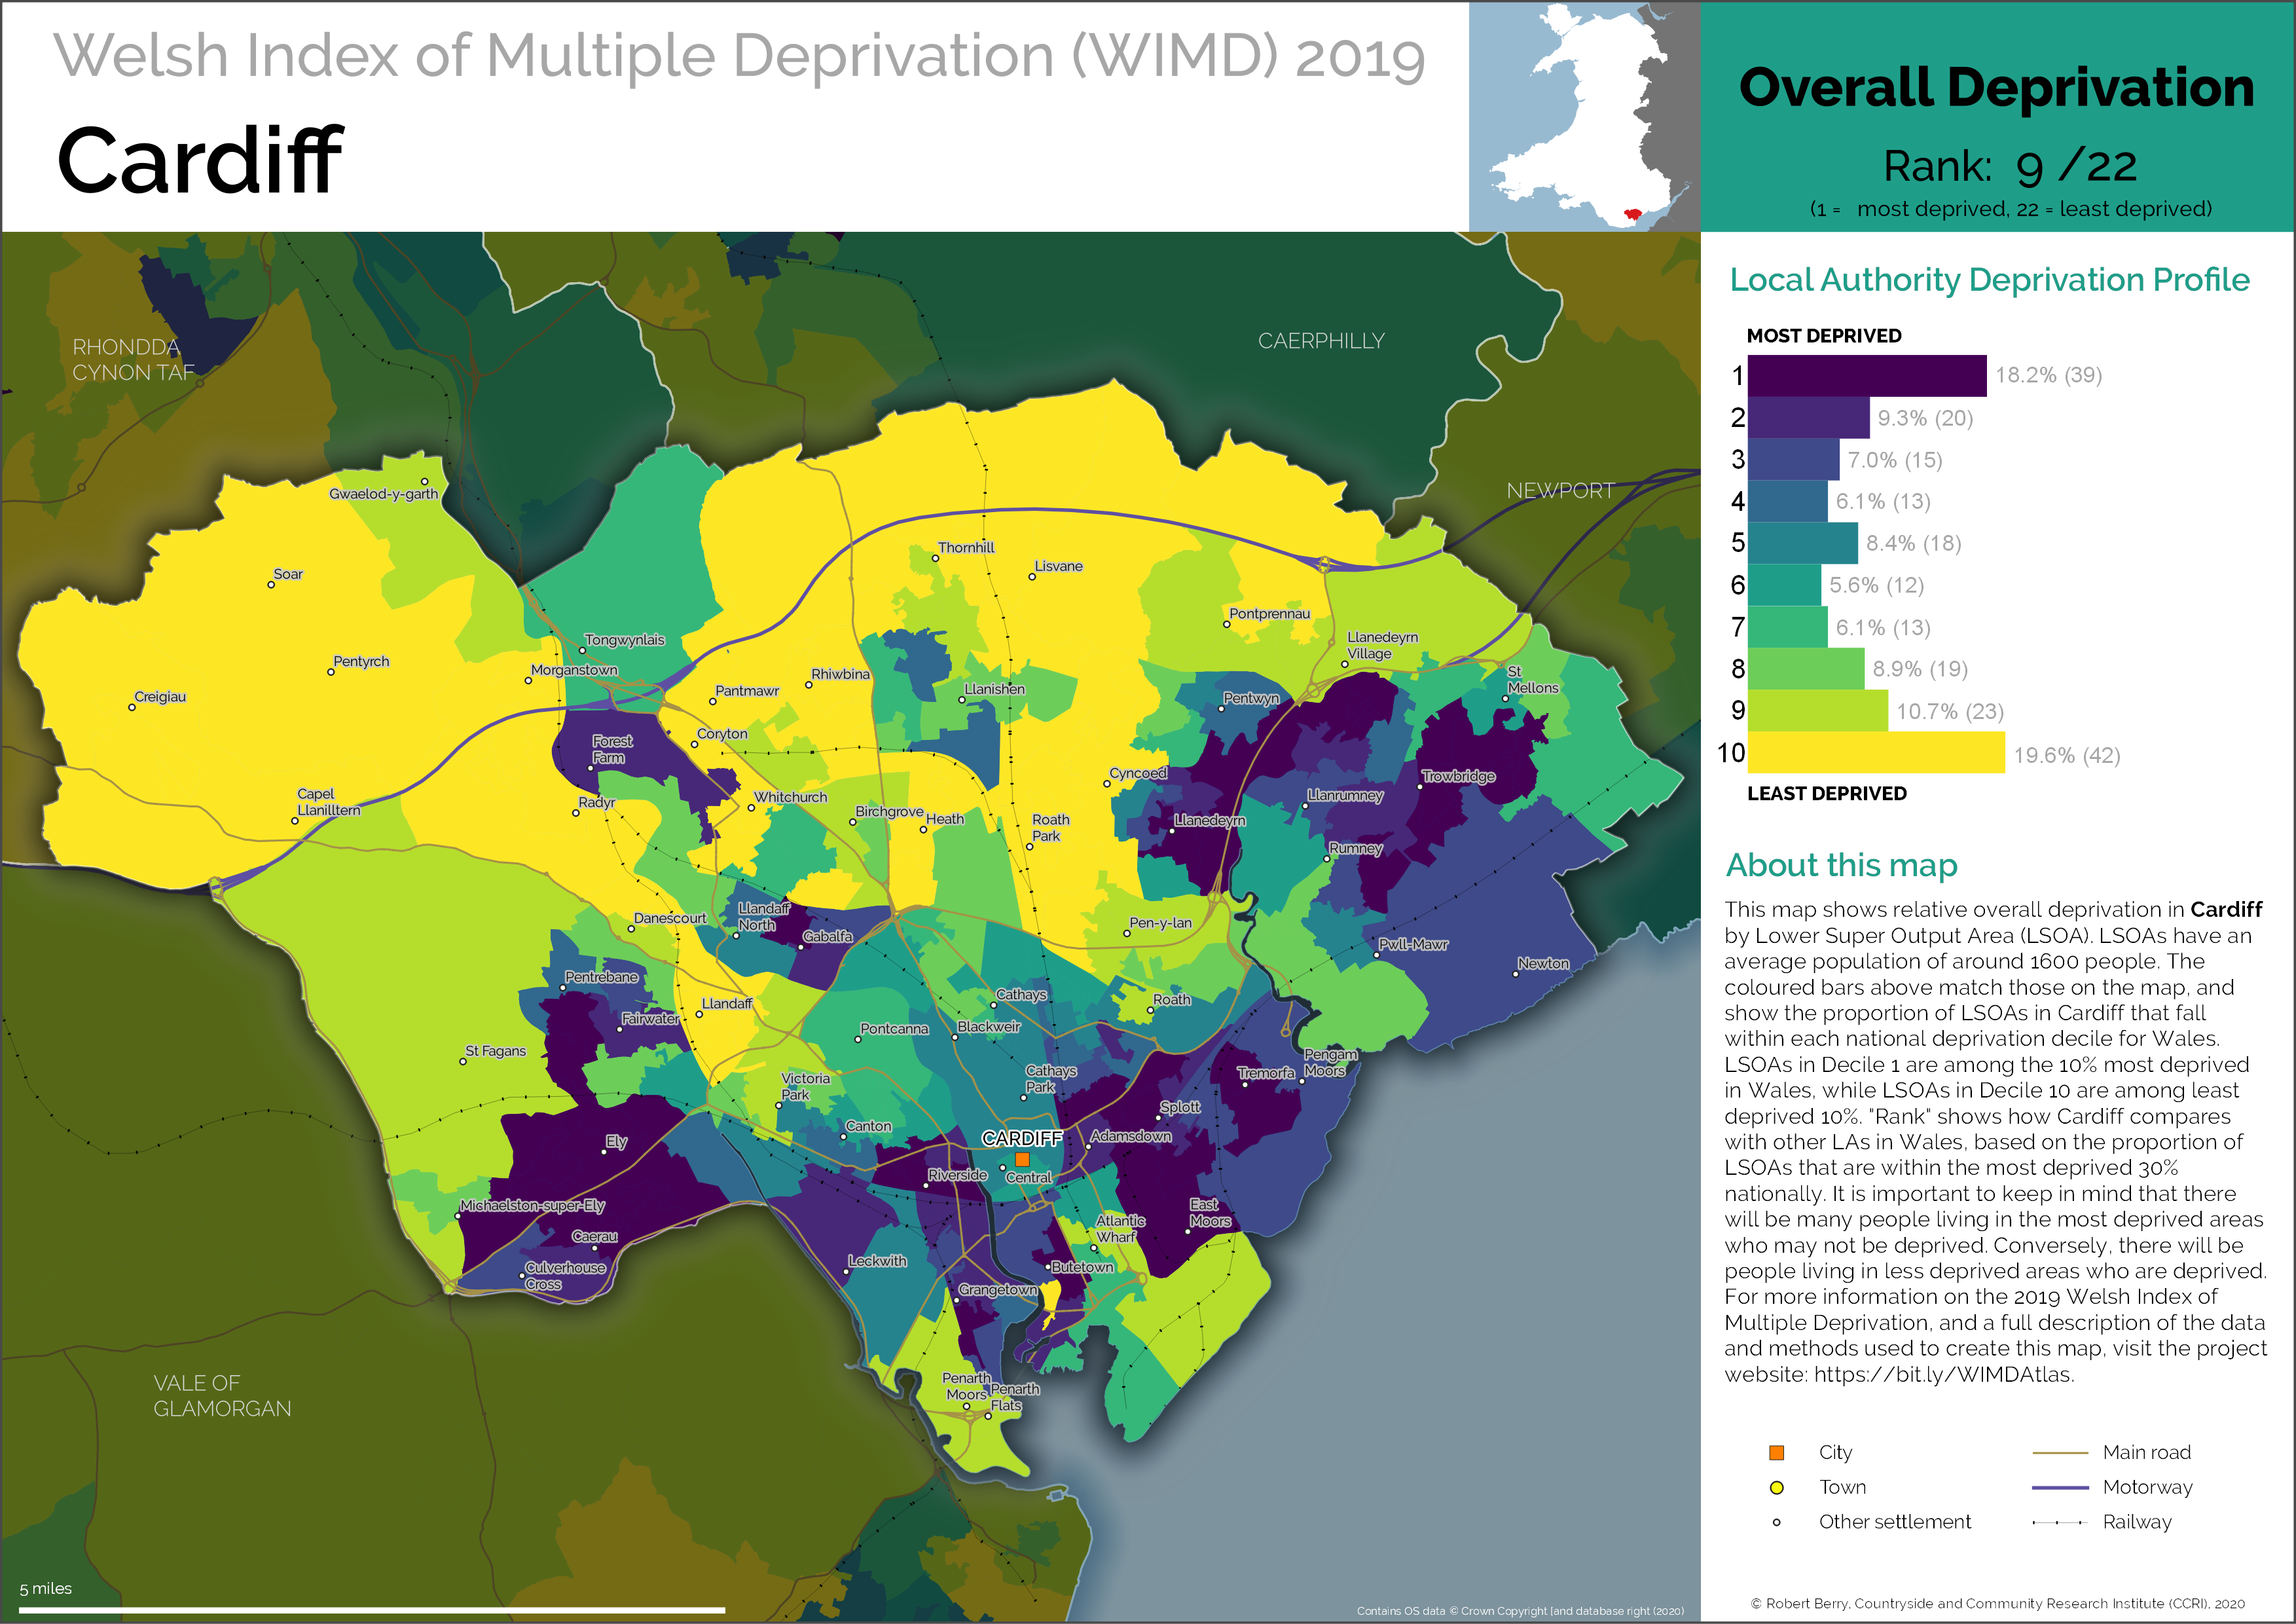 Welsh Index of Multiple Deprivation (WIMD) 2019
Cardiff
Overall Deprivation
Rank: 9 /22
(1 = most deprived, 22 = least deprived)
Local Authority Deprivation Profile
MOST DEPRIVED
1 18.2% (39)
2 9.3% (20)
3 7.0% (15)
4 6.1% (13)
5 8.4% (18)
6 5.6% (12)
7 6.1% (13)
8 8.9% (19)
9 10.7% (23)
10 19.6% (42)
LEAST DEPRIVED
About this map
This map shows relative overall deprivation in Cardiff
by Lower Super Output Area (LSOA). LSOAs have an
average population of around 1600 people. The
coloured bars above match those on the map, and
show the proportion of LSOAs in Cardiff that fall
within each national deprivation decile for Wales.
LSOAs in Decile 1 are among the 10% most deprived
in Wales, while LSOAs in Decile 10 are among least
deprived 10%. "Rank" shows how Cardiff compares
with other LAs in Wales, based on the proportion of
LSOAs that are within the most deprived 30%
nationally. It is important to keep in mind that there
will be many people living in the most deprived areas
who may not be deprived. Conversely, there will be
people living in less deprived areas who are deprived.
For more information on the 2019 Welsh Index of
Multiple Deprivation, and a full description of the data
and methods used to create this map, visit the project
website: https://bit.ly/WIMDAtlas.
City
Main road
Town
Motorway
Other settlement
Railway
© Robert Berry, Countryside and Community Research Institute (CCRI), 2020
RHONDDA
CYNON TAF
CAERPHILLY
NEWPORT
VALE OF
GLAMORGAN
Gwaelod-y-garth
Soar
Thornhill
Lisvane
Pontprennau
Llanedeyrn
Village
Tongwynlais
Pentyrch
Morganstown
Rhiwbina
St
Mellons
Creigiau
Pantmawr
Llanishen
Pentwyn
Forest
Farm
Coryton
Cyncoed
Trowbridge
Capel
Llanilltern
Radyr
Whitchurch
Llanrumney
Birchgrove
Heath
Roath
Park
Llanedeyrn
Rumney
Danescourt
Llandaff
North
Gabalfa
Pen-y-lan
Pwll-Mawr
Newton
Pentrebane
Llandaff
Cathays
Roath
Fairwater
Pontcanna
Blackweir
St Fagans
Victoria
Park
Cathays
Park
Tremorfa
Pengam
Moors
Splott
Canton
CARDIFF
Adamsdown
Ely
Riverside
Central
Michaelston-super-Ely
East
Moors
Atlantic
Wharf
Caerau
Culverhouse
Cross
Leckwith
Butetown
Grangetown
Penarth
Moors
Penarth
Flats
5 miles
Contains OS data © Crown Copyright [and database right (2020)